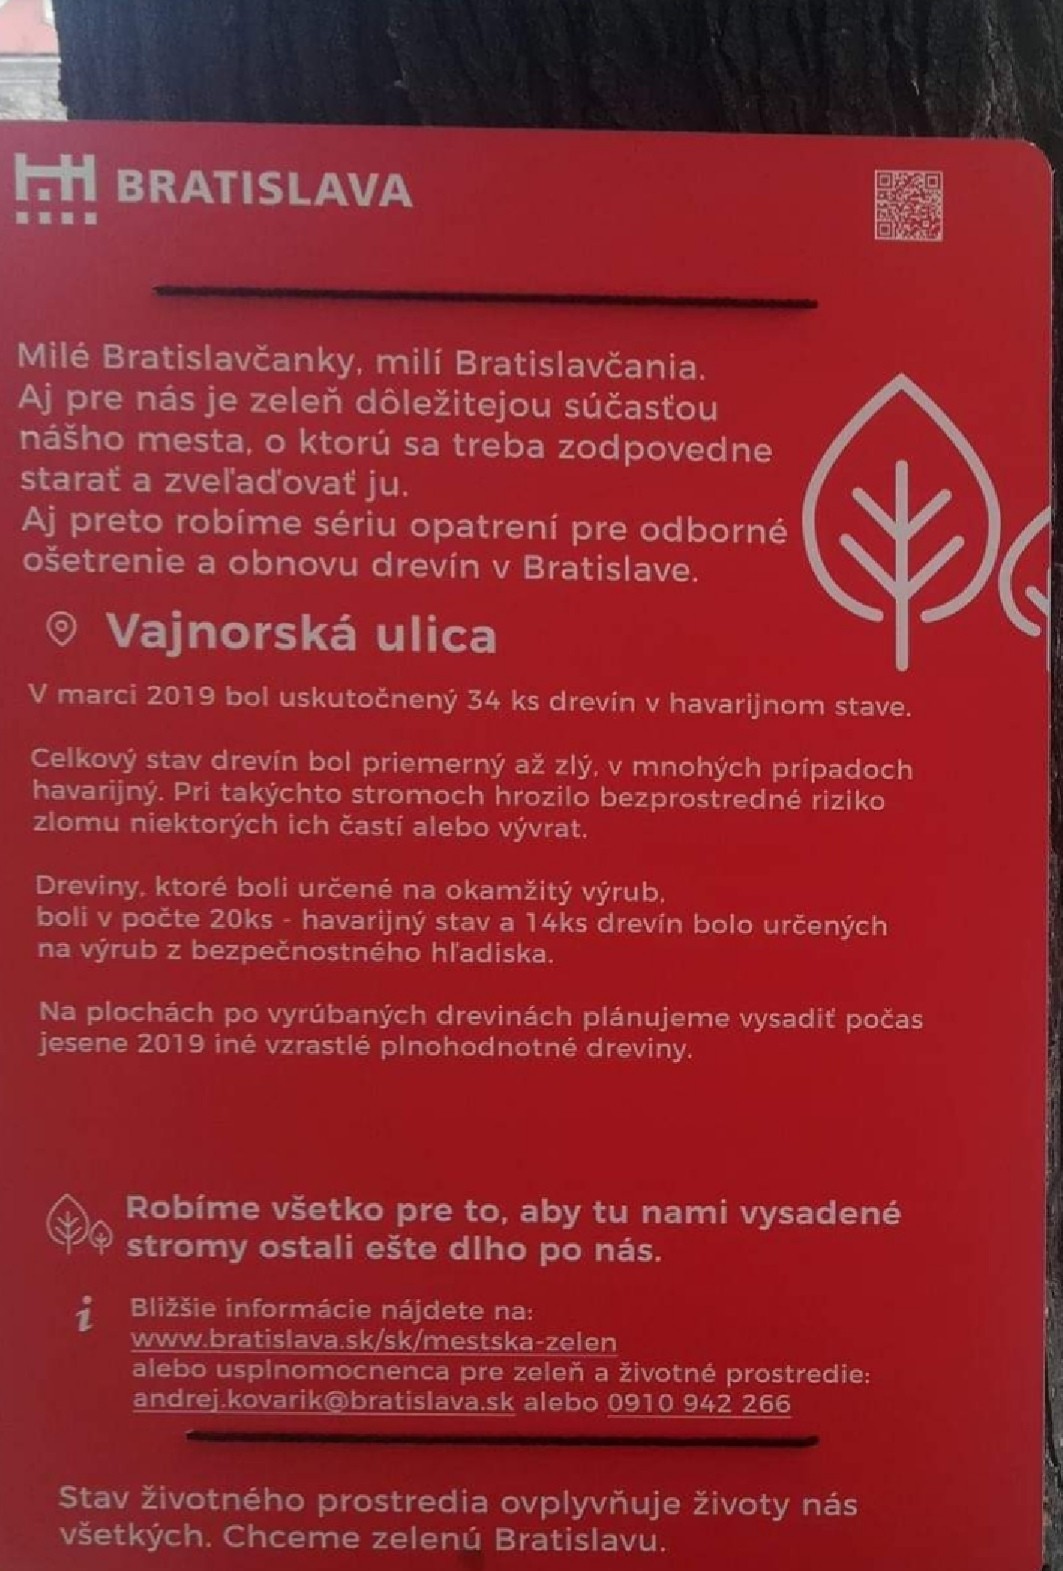 BRATISLAVA
Milé Bratislavčanky, milí Bratislavčania.
Aj pre nás je zeleň dôležitejou súčasťou
nášho mesta, o ktorú sa treba zodpovedne
starať a zveľaďovať ju.
Aj preto robíme sériu opatrení pre odborné
ošetrenie a obnovu drevín v Bratislave.
Vajnorská ulica
V marci 2019 bol uskutočnený 34 ks drevín v havarijnom stave.
Celkový stav drevín bol priemerný až zlý, v mnohých prípadoch
havarijný. Pri takýchto stromoch hrozilo bezprostredné riziko
zlomu niektorých ich častí alebo vývrat.
Dreviny, ktoré boli určené na okamžitý výrub,
boli v počte 20ks - havarijný stav a 14ks drevín bolo určených
na výrub z bezpečnostného hľadiska.
Na plochách po vyrúbaných drevinách plánujeme vysadiť počas
jesene 2019 iné vzrastlé plnohodnotné dreviny.
Robíme všetko pre to, aby tu nami vysadené
stromy ostali ešte dlho po nás.
Bližšie informácie nájdete na:
www.bratislava.sk/sk/mestska-zelen
alebo usplnomocnenca pre zeleň a životné prostredie:
andrej.kovarik@bratislava.sk alebo 0910 942 266
Stav životného prostredia ovplyvňuje životy nás
všetkých. Chceme zelenú Bratislavu.